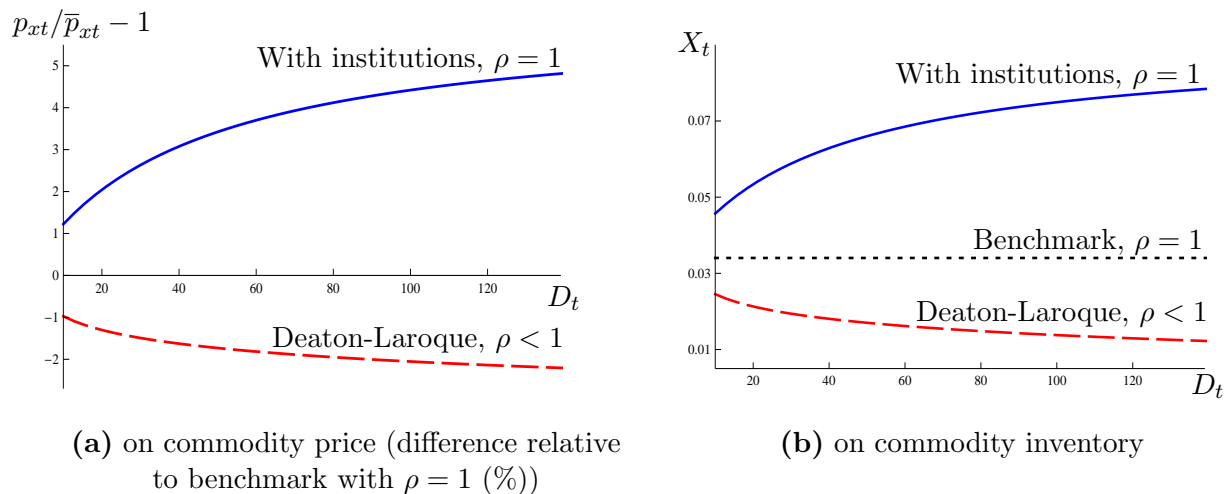 p_{xt}/\overline{p}_{xt} − 1
With institutions, ρ = 1
5
4
3
2
1
0
−1
−2
20 40 60 80 100 120
D_t
Deaton-Laroque, ρ < 1
(a) on commodity price (difference relative
to benchmark with ρ = 1 (%))
X_t
With institutions, ρ = 1
0.07
0.05
Benchmark, ρ = 1
0.03
Deaton-Laroque, ρ < 1
0.01
20 40 60 80 100 120
D_t
(b) on commodity inventory